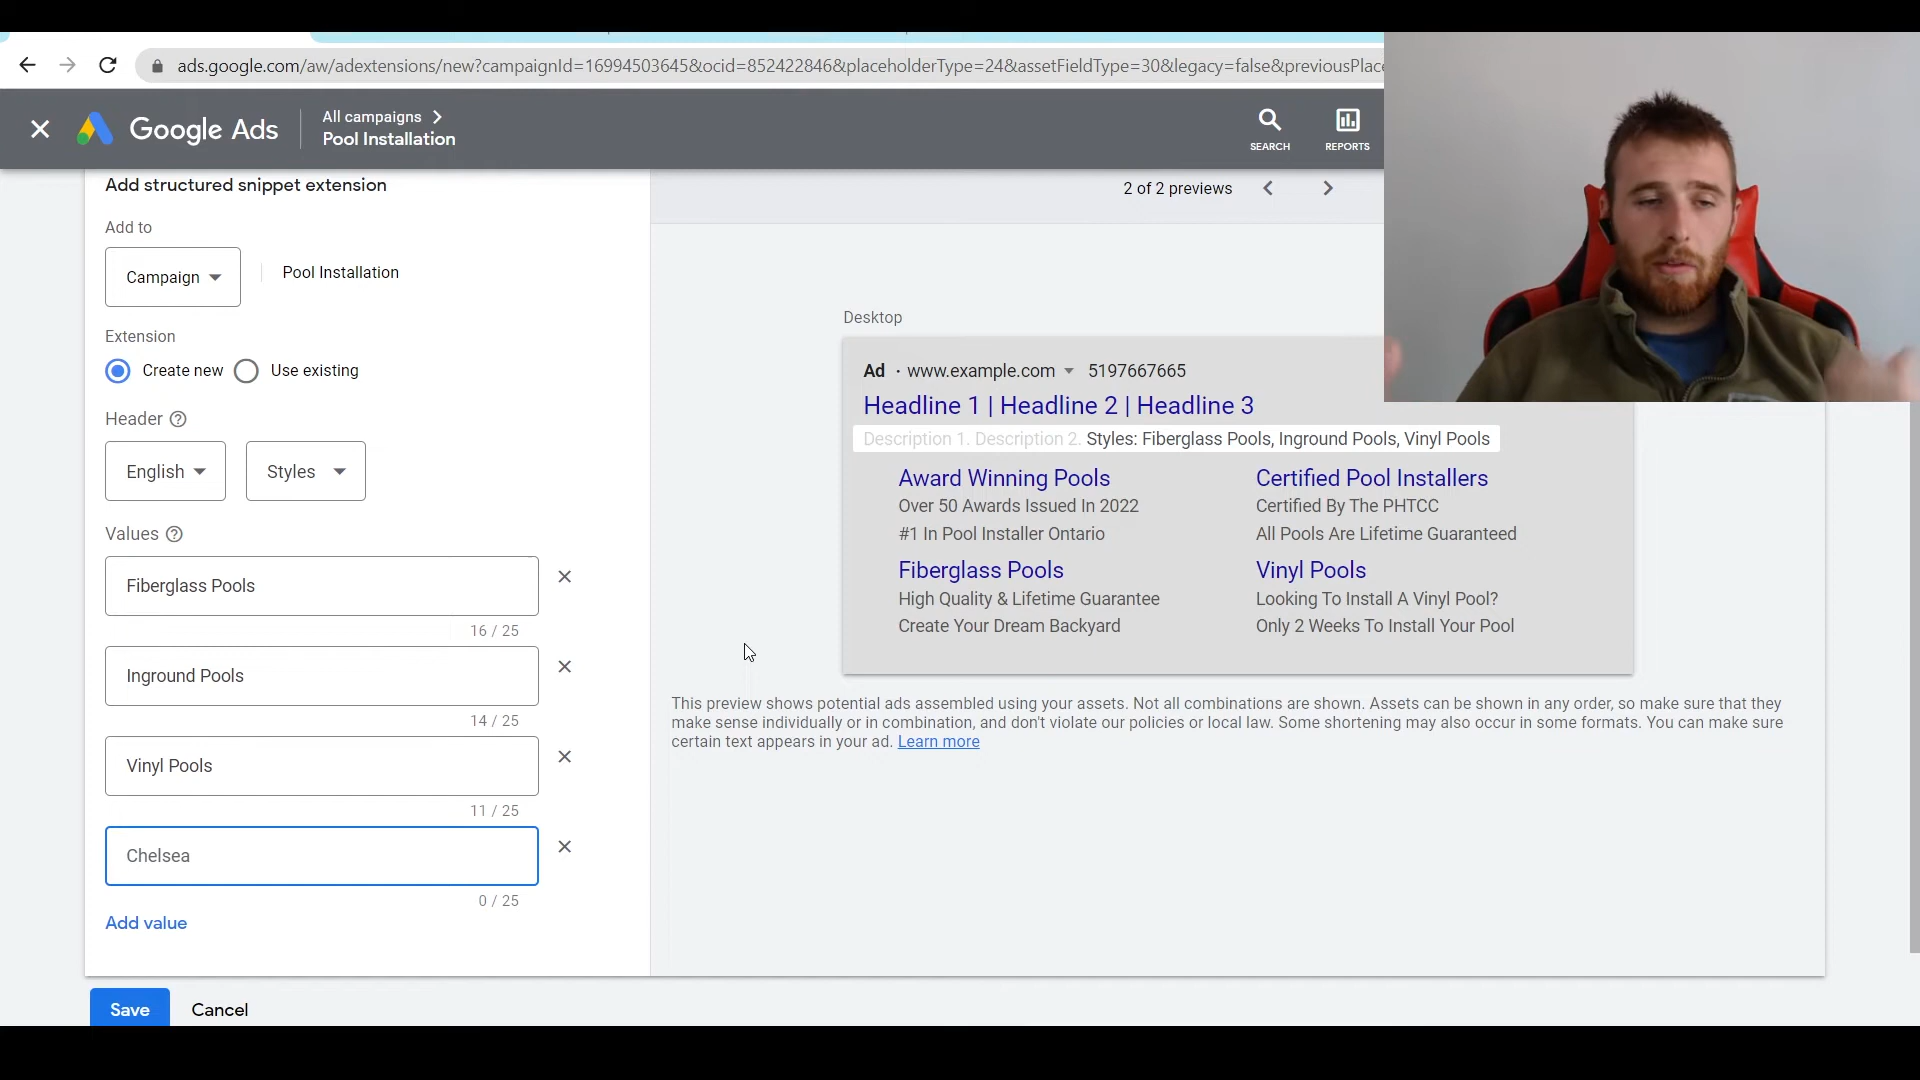 ads.google.com/aw/adextensions/new?campaignId=16994503645&ocid=852422846&placeholderType=24&assetFieldType=30&legacy=false&previousPlace
Google Ads
All campaigns
Pool Installation
SEARCH
REPORTS
Add structured snippet extension
2 of 2 previews
Add to
Campaign
Pool Installation
Extension
Create new
Use existing
Header
English
Styles
Values
Fiberglass Pools
16 / 25
Inground Pools
14 / 25
Vinyl Pools
11 / 25
Chelsea
0 / 25
Add value
Save
Cancel
Desktop
Ad · www.example.com 5197667665
Headline 1 | Headline 2 | Headline 3
Description 1. Description 2. Styles: Fiberglass Pools, Inground Pools, Vinyl Pools
Award Winning Pools
Over 50 Awards Issued In 2022
#1 In Pool Installer Ontario
Certified Pool Installers
Certified By The PHTCC
All Pools Are Lifetime Guaranteed
Fiberglass Pools
High Quality & Lifetime Guarantee
Create Your Dream Backyard
Vinyl Pools
Looking To Install A Vinyl Pool?
Only 2 Weeks To Install Your Pool
This preview shows potential ads assembled using your assets. Not all combinations are shown. Assets can be shown in any order, so make sure that they
make sense individually or in combination, and don't violate our policies or local law. Some shortening may also occur in some formats. You can make sure
certain text appears in your ad. Learn more